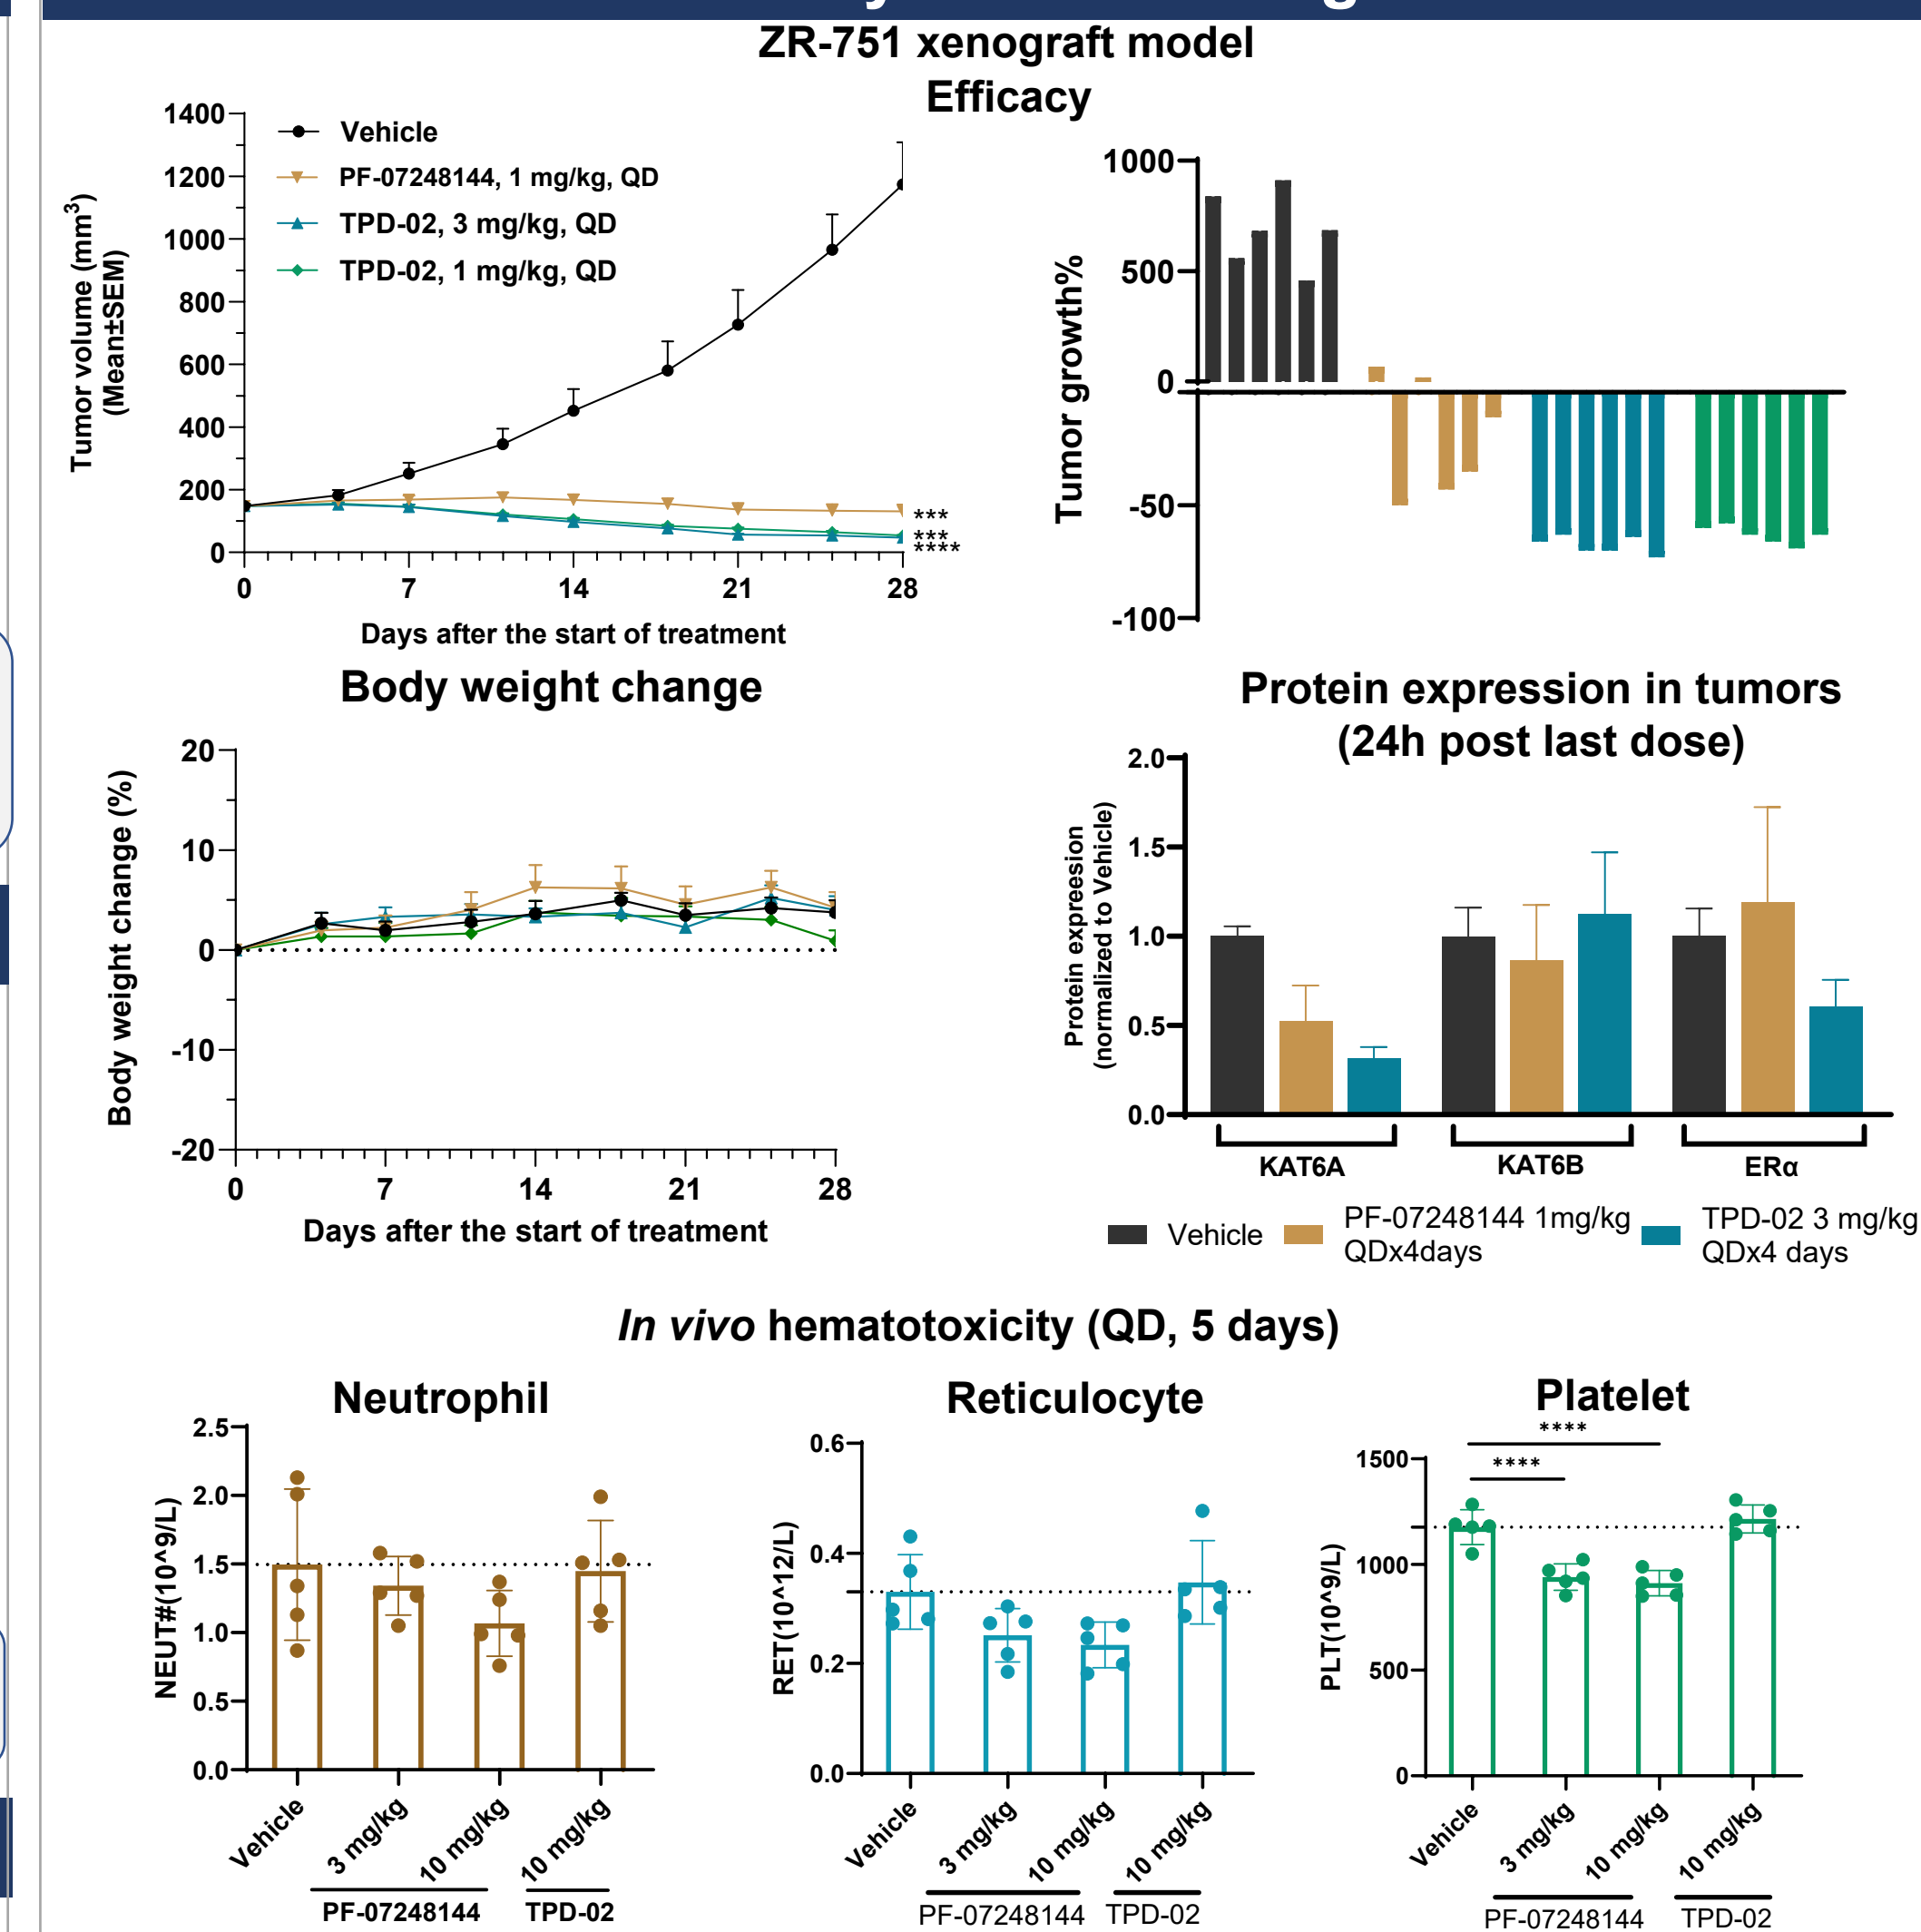 ZR-751 xenograft model
Efficacy
1400
1200
1000
800
600
400
200
0
Tumor volume (mm³)
(Mean±SEM)
Vehicle
PF-07248144, 1 mg/kg, QD
TPD-02, 3 mg/kg, QD
TPD-02, 1 mg/kg, QD
***
***
****
0 7 14 21 28
Days after the start of treatment
1000
500
0
-50
-100
Tumor growth%
Body weight change
20
10
0
-10
-20
Body weight change (%)
0 7 14 21 28
Days after the start of treatment
Protein expression in tumors
(24h post last dose)
2.0
1.5
1.0
0.5
0.0
Protein expreesion
(normalized to Vehicle)
KAT6A KAT6B ERα
Vehicle
PF-07248144 1mg/kg
QDx4days
TPD-02 3 mg/kg
QDx4 days
In vivo hematotoxicity (QD, 5 days)
Neutrophil
2.5
2.0
1.5
1.0
0.5
0.0
NEUT#(10^9/L)
Vehicle
3 mg/kg
10 mg/kg
10 mg/kg
PF-07248144 TPD-02
Reticulocyte
0.6
0.4
0.2
0.0
RET(10^12/L)
Vehicle
3 mg/kg
10 mg/kg
10 mg/kg
PF-07248144 TPD-02
Platelet
****
****
1500
1000
500
0
PLT(10^9/L)
Vehicle
3 mg/kg
10 mg/kg
10 mg/kg
PF-07248144 TPD-02